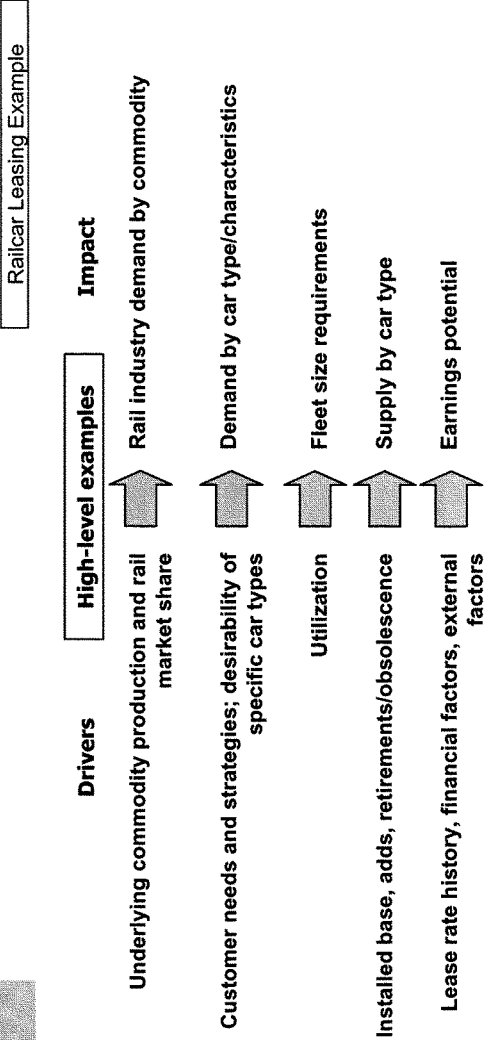 Railcar Leasing Example
Drivers
High-level examples
Impact
Underlying commodity production and rail
market share
Rail industry demand by commodity
Customer needs and strategies; desirability of
specific car types
Demand by car type/characteristics
Utilization
Fleet size requirements
Installed base, adds, retirements/obsolescence
Supply by car type
Lease rate history, financial factors, external
factors
Earnings potential